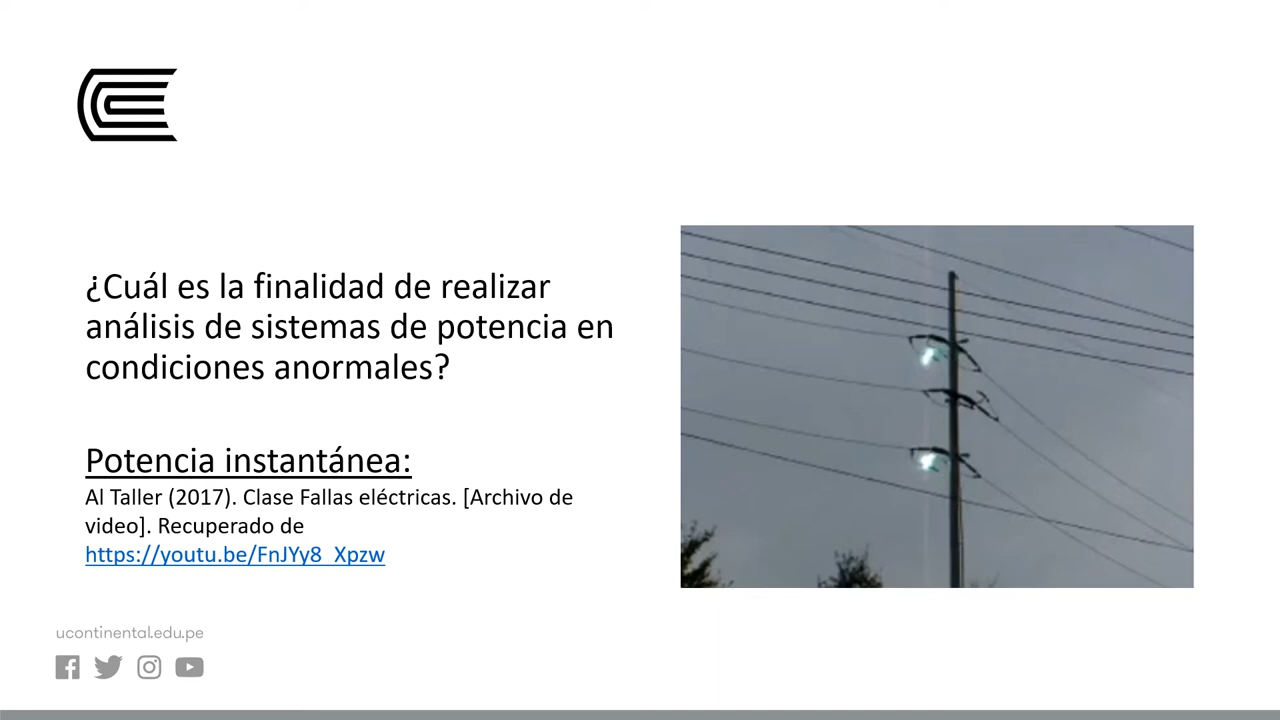 ¿Cuál es la finalidad de realizar
análisis de sistemas de potencia en
condiciones anormales?
Potencia instantánea:
Al Taller (2017). Clase Fallas eléctricas. [Archivo de
video]. Recuperado de
https://youtu.be/FnJYy8_Xpzw
ucontinental.edu.pe